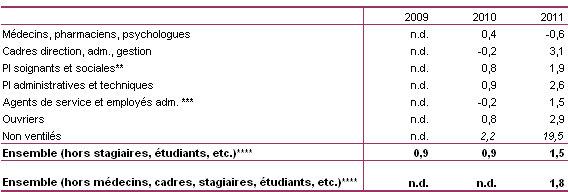 2009 2010 2011
Médecins, pharmaciens, psychologues n.d. 0,4 -0,6
Cadres direction, adm., gestion n.d. -0,2 3,1
PI soignants et sociales** n.d. 0,8 1,9
PI administratives et techniques n.d. 0,9 2,6
Agents de service et employés adm. *** n.d. -0,2 1,5
Ouvriers n.d. 0,8 2,9
Non ventilés n.d. 2,2 19,5
Ensemble (hors stagiaires, étudiants, etc.)**** 0,9 0,9 1,5
Ensemble (hors médecins, cadres, stagiaires, étudiants, etc.)**** n.d. n.d. 1,8